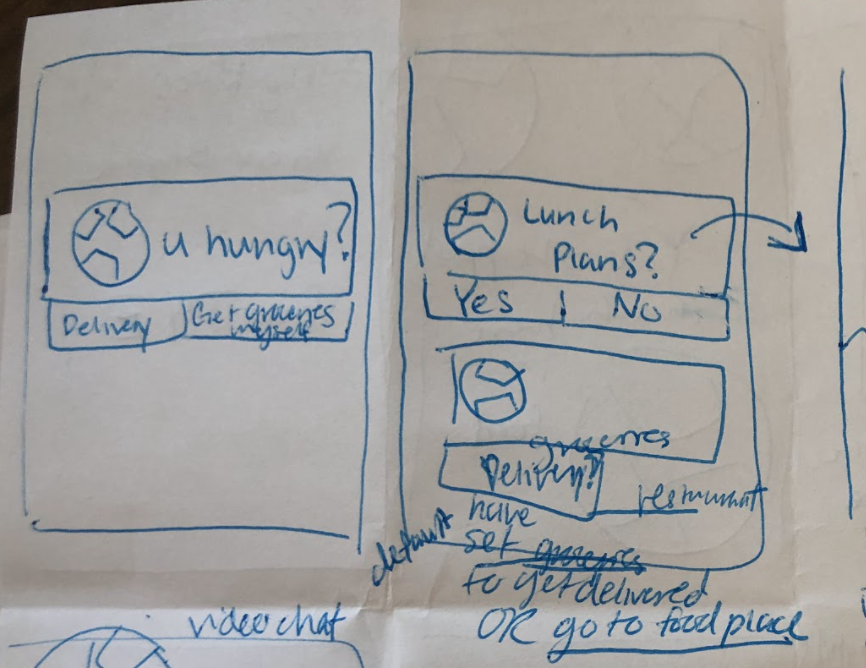 u hungry?
Delivery
Get groceries
myself
Lunch
Plans?
Yes
No
groceries
Delivery?
restaurant
default
have
set groceries
to get delivered
OR go to food place
video chat